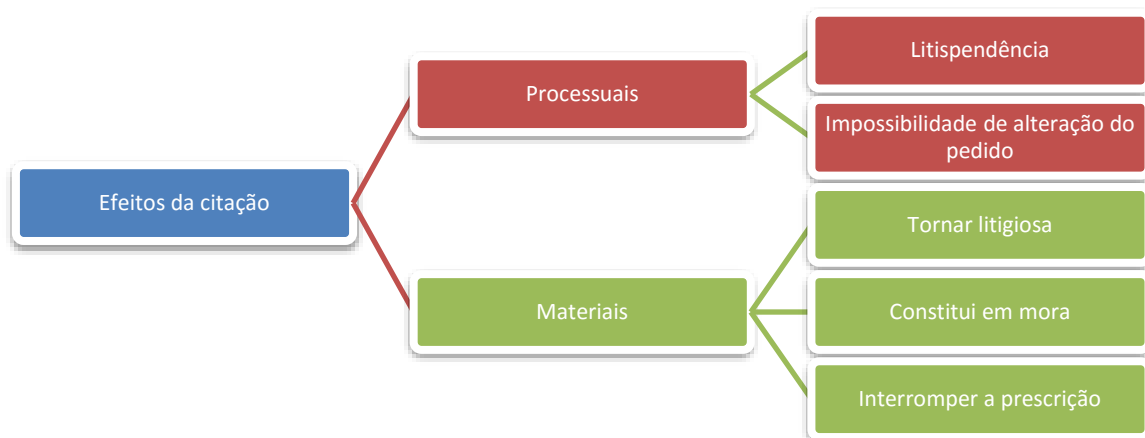 Efeitos da citação
Processuais
Litispendência
Impossibilidade de alteração do
pedido
Materiais
Tornar litigiosa
Constitui em mora
Interromper a prescrição